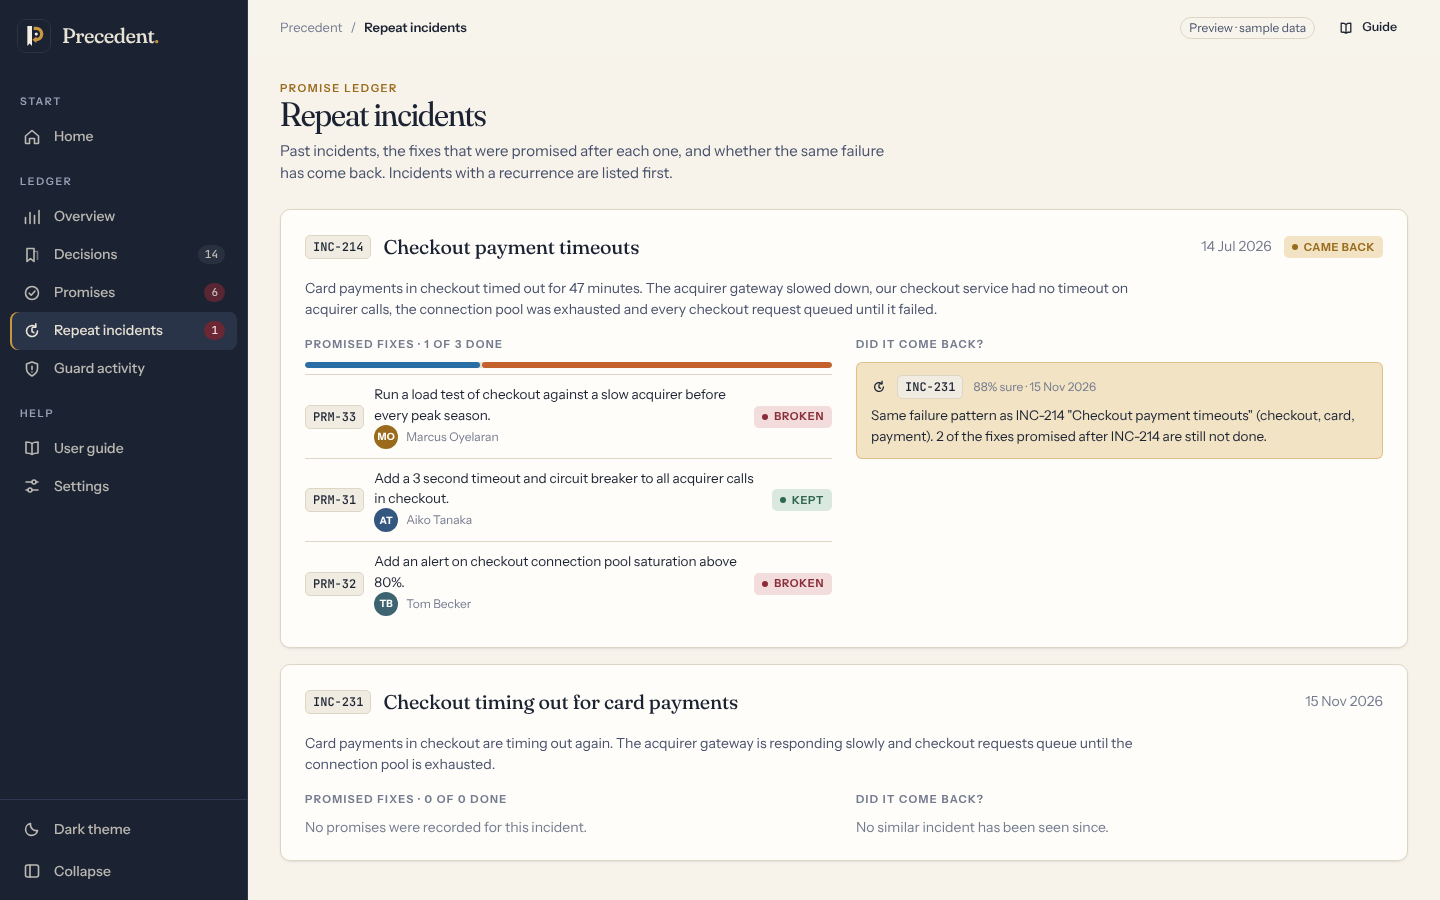 Precedent.
START
Home
LEDGER
Overview
Decisions 14
Promises 6
Repeat incidents 1
Guard activity
HELP
User guide
Settings
Dark theme
Collapse
Precedent / Repeat incidents
Preview · sample data
Guide
PROMISE LEDGER
Repeat incidents
Past incidents, the fixes that were promised after each one, and whether the same failure
has come back. Incidents with a recurrence are listed first.
INC-214 Checkout payment timeouts 14 Jul 2026 CAME BACK
Card payments in checkout timed out for 47 minutes. The acquirer gateway slowed down, our checkout service had no timeout on
acquirer calls, the connection pool was exhausted and every checkout request queued until it failed.
PROMISED FIXES · 1 OF 3 DONE
PRM-33
Run a load test of checkout against a slow acquirer before
every peak season.
MO Marcus Oyelaran
BROKEN
PRM-31
Add a 3 second timeout and circuit breaker to all acquirer calls
in checkout.
AT Aiko Tanaka
KEPT
PRM-32
Add an alert on checkout connection pool saturation above
80%.
TB Tom Becker
BROKEN
DID IT COME BACK?
INC-231 88% sure · 15 Nov 2026
Same failure pattern as INC-214 "Checkout payment timeouts" (checkout, card,
payment). 2 of the fixes promised after INC-214 are still not done.
INC-231 Checkout timing out for card payments 15 Nov 2026
Card payments in checkout are timing out again. The acquirer gateway is responding slowly and checkout requests queue until the
connection pool is exhausted.
PROMISED FIXES · 0 OF 0 DONE
No promises were recorded for this incident.
DID IT COME BACK?
No similar incident has been seen since.